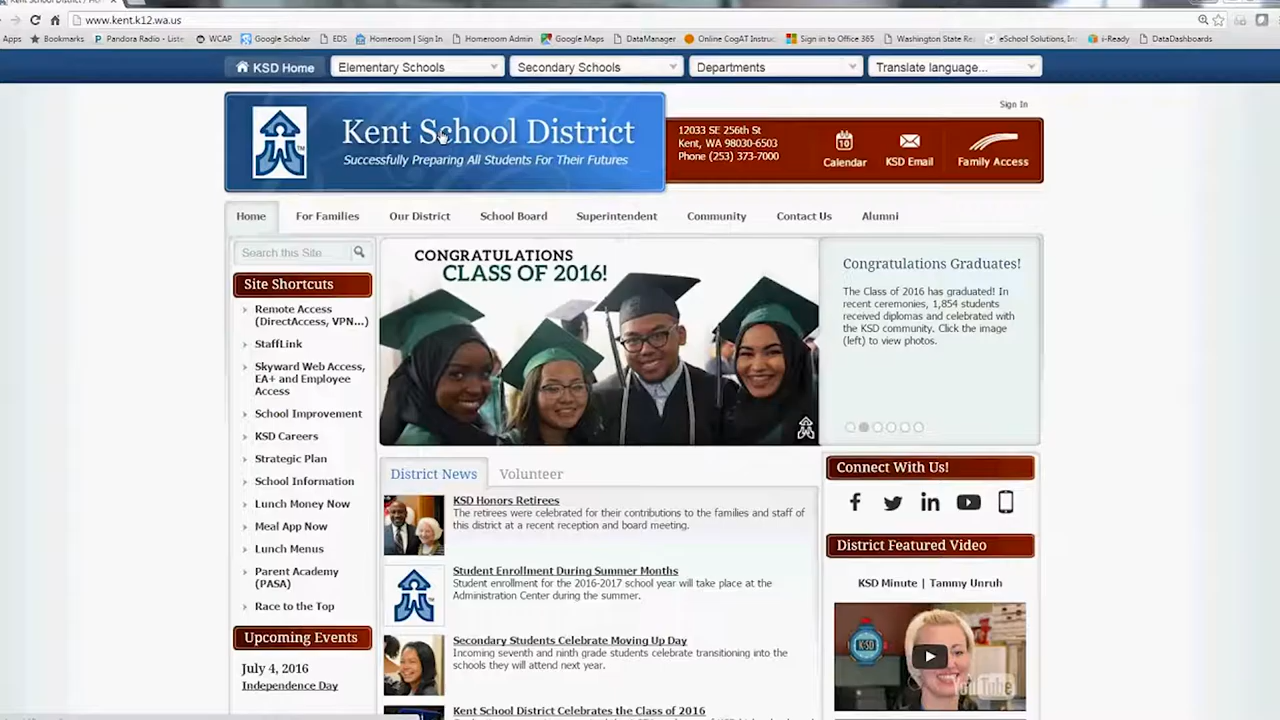 www.kent.k12.wa.us
Apps Bookmarks Pandora Radio - Liste WCAP Google Scholar EDS Homeroom | Sign In Homeroom Admin Google Maps DataManager Online CogAT Instruc Sign in to Office 365 Washington State Re eSchool Solutions, In i-Ready DataDashboards
KSD Home Elementary Schools Secondary Schools Departments Translate language...
Sign In
Kent School District
Successfully Preparing All Students For Their Futures
12033 SE 256th St
Kent, WA 98030-6503
Phone (253) 373-7000
10
Calendar KSD Email Family Access
Home For Families Our District School Board Superintendent Community Contact Us Alumni
Search this Site...
Site Shortcuts
Remote Access
(DirectAccess, VPN...)
StaffLink
Skyward Web Access,
EA+ and Employee
Access
School Improvement
KSD Careers
Strategic Plan
School Information
Lunch Money Now
Meal App Now
Lunch Menus
Parent Academy
(PASA)
Race to the Top
Upcoming Events
July 4, 2016
Independence Day
CONGRATULATIONS
CLASS OF 2016!
Congratulations Graduates!
The Class of 2016 has graduated! In
recent ceremonies, 1,854 students
received diplomas and celebrated with
the KSD community. Click the image
(left) to view photos.
District News Volunteer
KSD Honors Retirees
The retirees were celebrated for their contributions to the families and staff of
this district at a recent reception and board meeting.
Student Enrollment During Summer Months
Student enrollment for the 2016-2017 school year will take place at the
Administration Center during the summer.
Secondary Students Celebrate Moving Up Day
Incoming seventh and ninth grade students celebrate transitioning into the
schools they will attend next year.
Kent School District Celebrates the Class of 2016
Connect With Us!
District Featured Video
KSD Minute | Tammy Unruh
KSD
YouTube